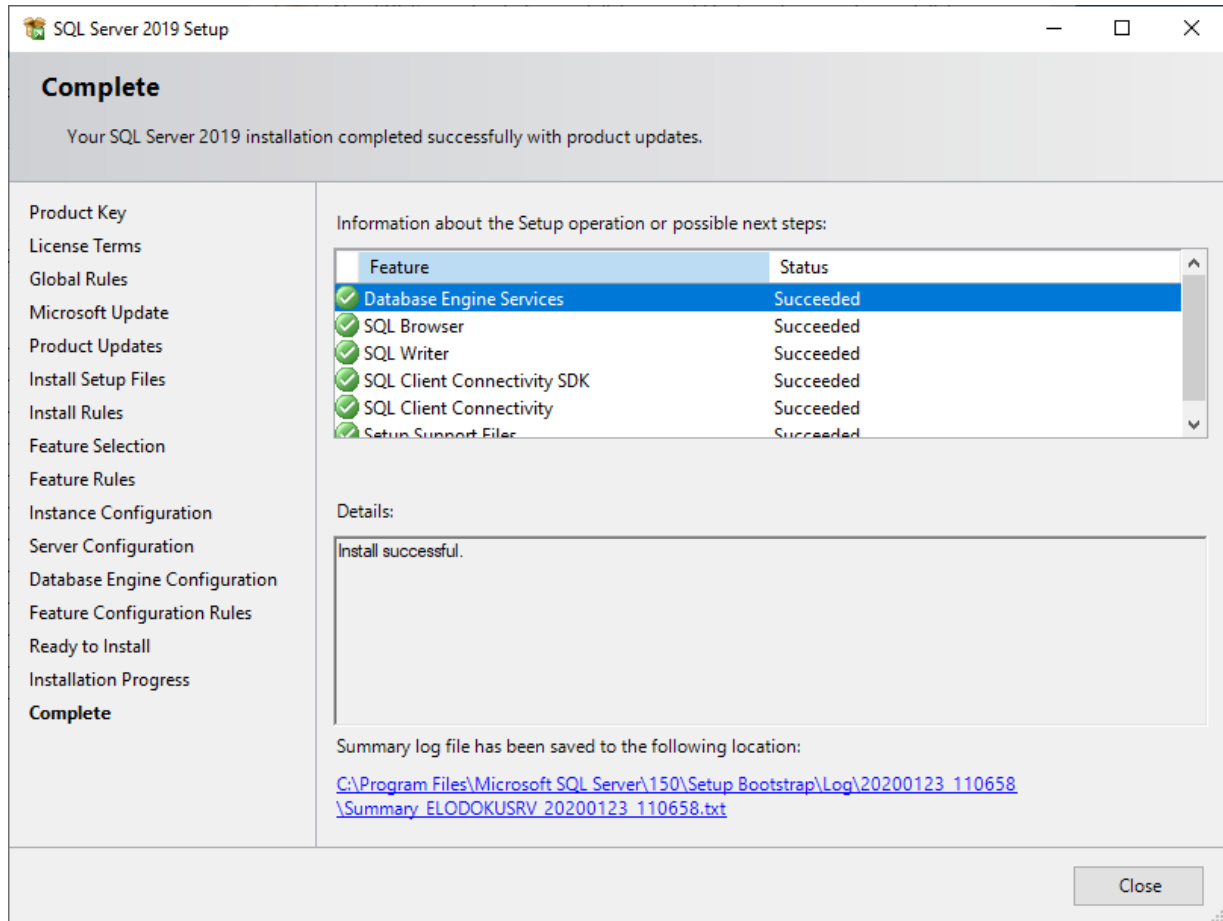 SQL Server 2019 Setup
Complete
Your SQL Server 2019 installation completed successfully with product updates.
Product Key
License Terms
Global Rules
Microsoft Update
Product Updates
Install Setup Files
Install Rules
Feature Selection
Feature Rules
Instance Configuration
Server Configuration
Database Engine Configuration
Feature Configuration Rules
Ready to Install
Installation Progress
Complete
Information about the Setup operation or possible next steps:
Feature Status
Database Engine Services Succeeded
SQL Browser Succeeded
SQL Writer Succeeded
SQL Client Connectivity SDK Succeeded
SQL Client Connectivity Succeeded
Setup Support Files Succeeded
Details:
Install successful.
Summary log file has been saved to the following location:
C:\Program Files\Microsoft SQL Server\150\Setup Bootstrap\Log\20200123_110658
\Summary_ELODOKUSRV_20200123_110658.txt
Close